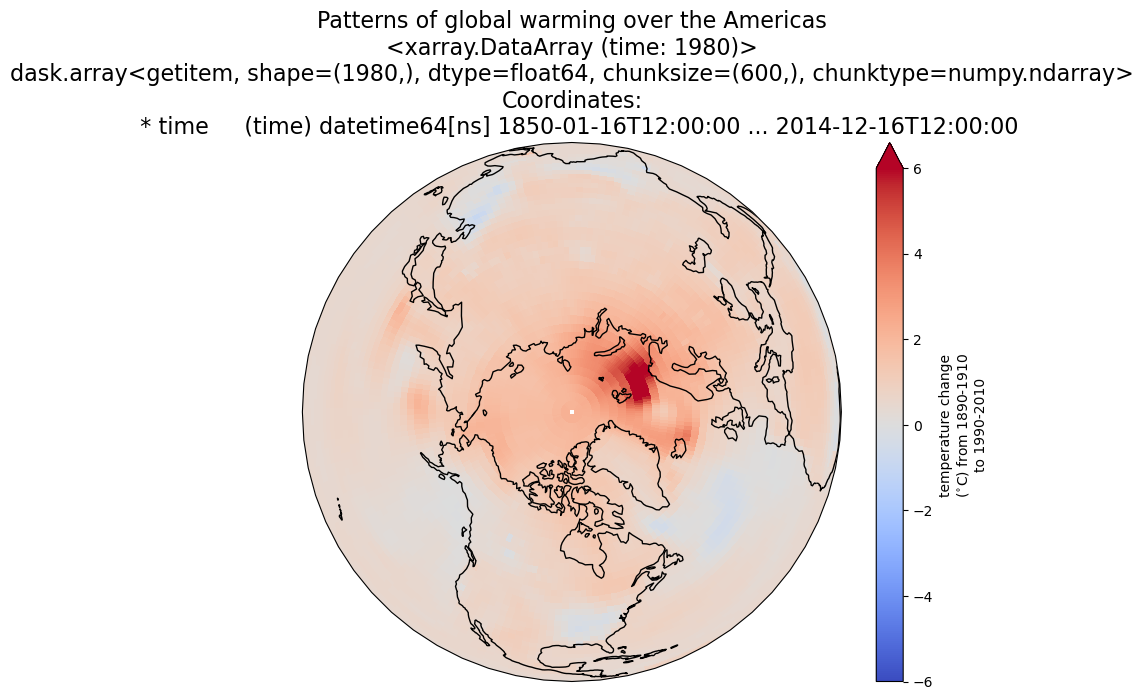 Patterns of global warming over the Americas
<xarray.DataArray (time: 1980)>
dask.array<getitem, shape=(1980,), dtype=float64, chunksize=(600,), chunktype=numpy.ndarray>
Coordinates:
* time     (time) datetime64[ns] 1850-01-16T12:00:00 ... 2014-12-16T12:00:00
6
4
2
0
−2
−4
−6
temperature change
(°C) from 1890-1910
to 1990-2010